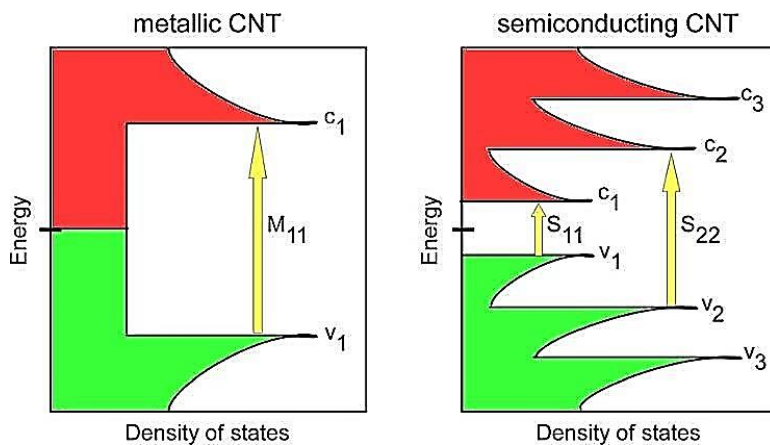 metallic CNT
Energy
c1
M11
v1
Density of states
semiconducting CNT
Energy
c3
c2
c1
S11
S22
v1
v2
v3
Density of states